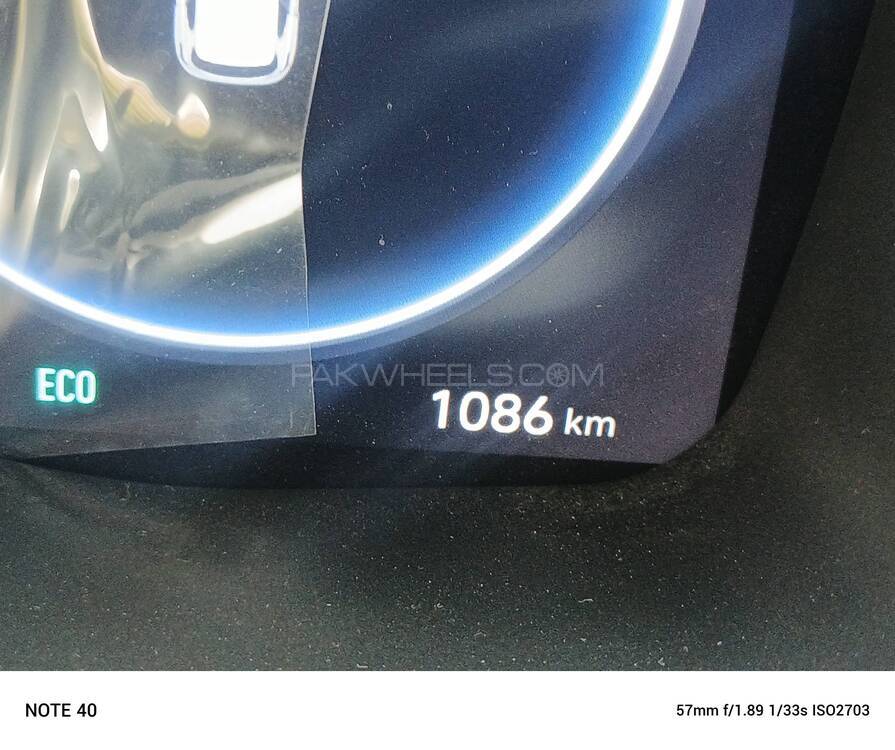 PAKWHEELS.COM
ECO
1086 km
NOTE 40
57mm f/1.89 1/33s ISO2703